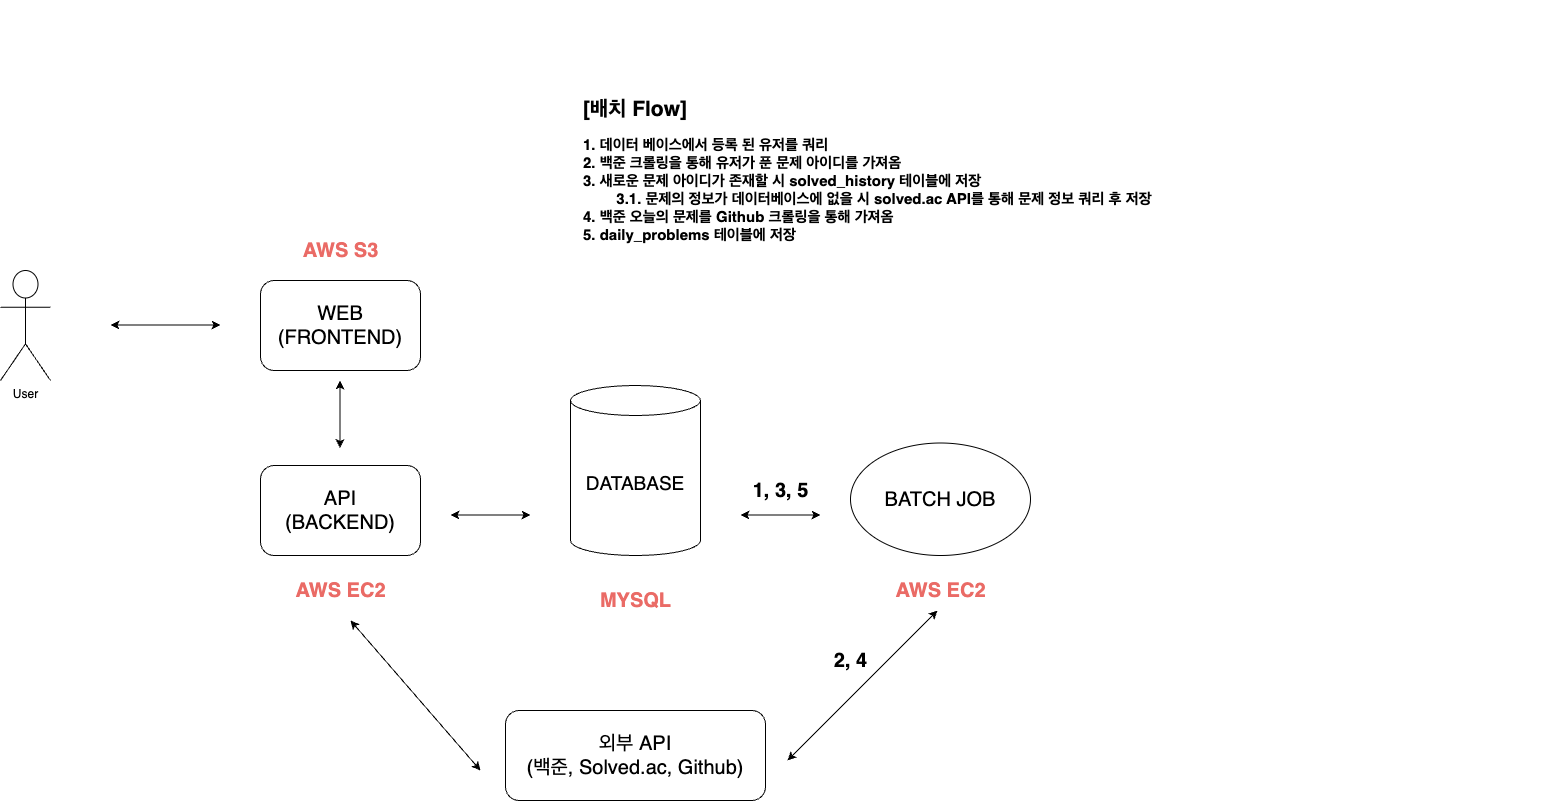 [배치 Flow]
1. 데이터 베이스에서 등록 된 유저를 쿼리
2. 백준 크롤링을 통해 유저가 푼 문제 아이디를 가져옴
3. 새로운 문제 아이디가 존재할 시 solved_history 테이블에 저장
3.1. 문제의 정보가 데이터베이스에 없을 시 solved.ac API를 통해 문제 정보 쿼리 후 저장
4. 백준 오늘의 문제를 Github 크롤링을 통해 가져옴
5. daily_problems 테이블에 저장
AWS S3
WEB
(FRONTEND)
User
API
(BACKEND)
AWS EC2
DATABASE
MYSQL
1, 3, 5
BATCH JOB
AWS EC2
2, 4
외부 API
(백준, Solved.ac, Github)